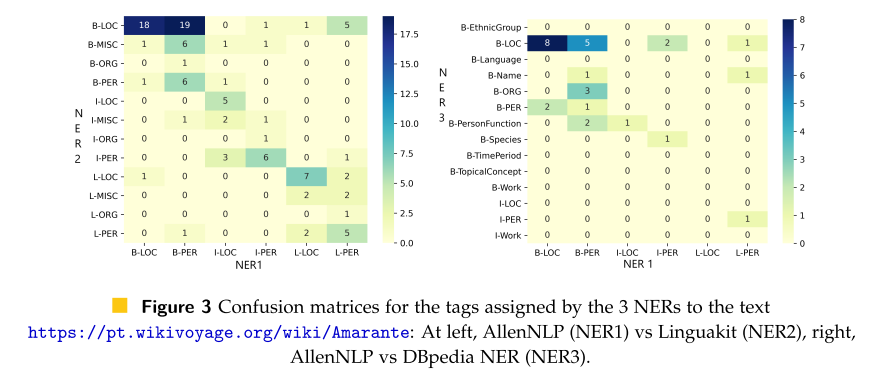 B-LOC 18 19 0 1 1 5
B-MISC 1 6 1 1 0 0
B-ORG 0 1 0 0 0 0
B-PER 1 6 1 0 0 0
I-LOC 0 0 5 0 0 0
I-MISC 0 1 2 1 0 0
I-ORG 0 0 0 1 0 0
I-PER 0 0 3 6 0 1
L-LOC 1 0 0 0 7 2
L-MISC 0 0 0 0 2 2
L-ORG 0 0 0 0 0 1
L-PER 0 1 0 0 2 5
B-LOC B-PER I-LOC I-PER L-LOC L-PER
NER1
N
E
R
2
17.5
15.0
12.5
10.0
7.5
5.0
2.5
0.0
B-EthnicGroup 0 0 0 0 0 0
B-LOC 8 5 0 2 0 1
B-Language 0 0 0 0 0 0
B-Name 0 1 0 0 0 1
B-ORG 0 3 0 0 0 0
B-PER 2 1 0 0 0 0
B-PersonFunction 0 2 1 0 0 0
B-Species 0 0 0 1 0 0
B-TimePeriod 0 0 0 0 0 0
B-TopicalConcept 0 0 0 0 0 0
B-Work 0 0 0 0 0 0
I-LOC 0 0 0 0 0 0
I-PER 0 0 0 0 0 1
I-Work 0 0 0 0 0 0
B-LOC B-PER I-LOC I-PER L-LOC L-PER
NER 1
N
E
R
3
8
7
6
5
4
3
2
1
0
Figure 3 Confusion matrices for the tags assigned by the 3 NERs to the text
https://pt.wikivoyage.org/wiki/Amarante: At left, AllenNLP (NER1) vs Linguakit (NER2), right,
AllenNLP vs DBpedia NER (NER3).